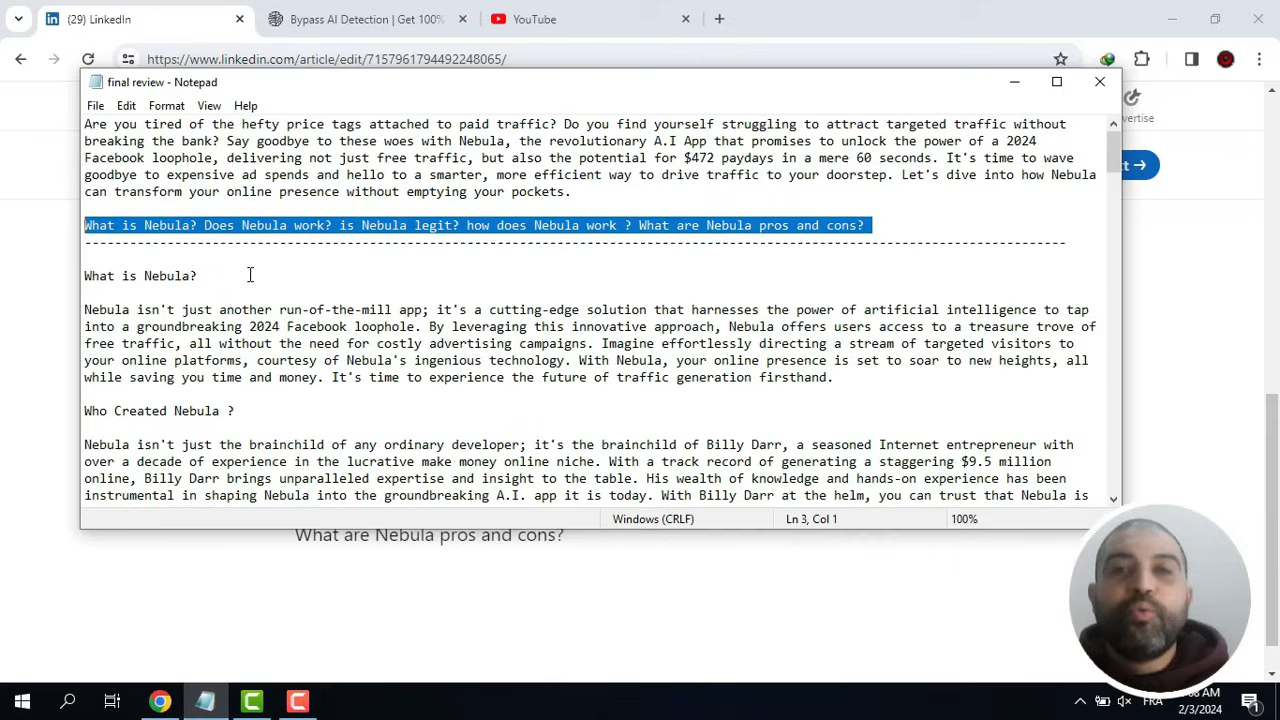 (29) LinkedIn
Bypass AI Detection | Get 100%
YouTube
https://www.linkedin.com/article/edit/7157961794492248065/
final review - Notepad
File Edit Format View Help
Are you tired of the hefty price tags attached to paid traffic? Do you find yourself struggling to attract targeted traffic without
breaking the bank? Say goodbye to these woes with Nebula, the revolutionary A.I App that promises to unlock the power of a 2024
Facebook loophole, delivering not just free traffic, but also the potential for $472 paydays in a mere 60 seconds. It's time to wave
goodbye to expensive ad spends and hello to a smarter, more efficient way to drive traffic to your doorstep. Let's dive into how Nebula
can transform your online presence without emptying your pockets.
What is Nebula? Does Nebula work? is Nebula legit? how does Nebula work ? What are Nebula pros and cons?
-----------------------------------------------------------------------------------------------------------------------------------
What is Nebula?
Nebula isn't just another run-of-the-mill app; it's a cutting-edge solution that harnesses the power of artificial intelligence to tap
into a groundbreaking 2024 Facebook loophole. By leveraging this innovative approach, Nebula offers users access to a treasure trove of
free traffic, all without the need for costly advertising campaigns. Imagine effortlessly directing a stream of targeted visitors to
your online platforms, courtesy of Nebula's ingenious technology. With Nebula, your online presence is set to soar to new heights, all
while saving you time and money. It's time to experience the future of traffic generation firsthand.
Who Created Nebula ?
Nebula isn't just the brainchild of any ordinary developer; it's the brainchild of Billy Darr, a seasoned Internet entrepreneur with
over a decade of experience in the lucrative make money online niche. With a track record of generating a staggering $9.5 million
online, Billy Darr brings unparalleled expertise and insight to the table. His wealth of knowledge and hands-on experience has been
instrumental in shaping Nebula into the groundbreaking A.I. app it is today. With Billy Darr at the helm, you can trust that Nebula is
Windows (CRLF) Ln 3, Col 1 100%
What are Nebula pros and cons?
FRA
AM
2/3/2024